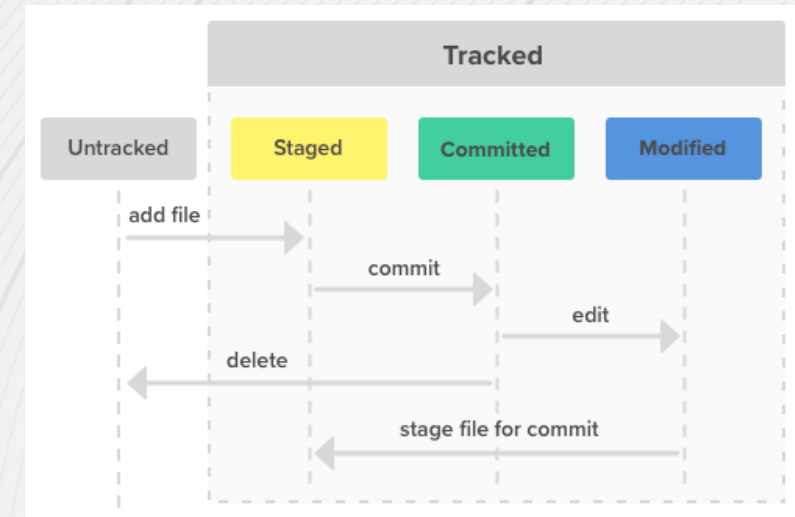 Tracked
Untracked
Staged
Committed
Modified
add file
commit
edit
delete
stage file for commit